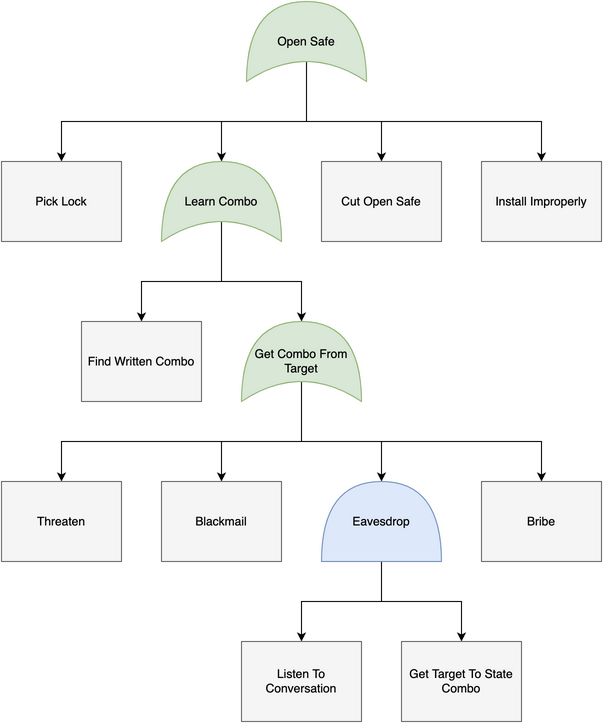 Open Safe
Pick Lock
Learn Combo
Cut Open Safe
Install Improperly
Find Written Combo
Get Combo From
Target
Threaten
Blackmail
Eavesdrop
Bribe
Listen To
Conversation
Get Target To State
Combo